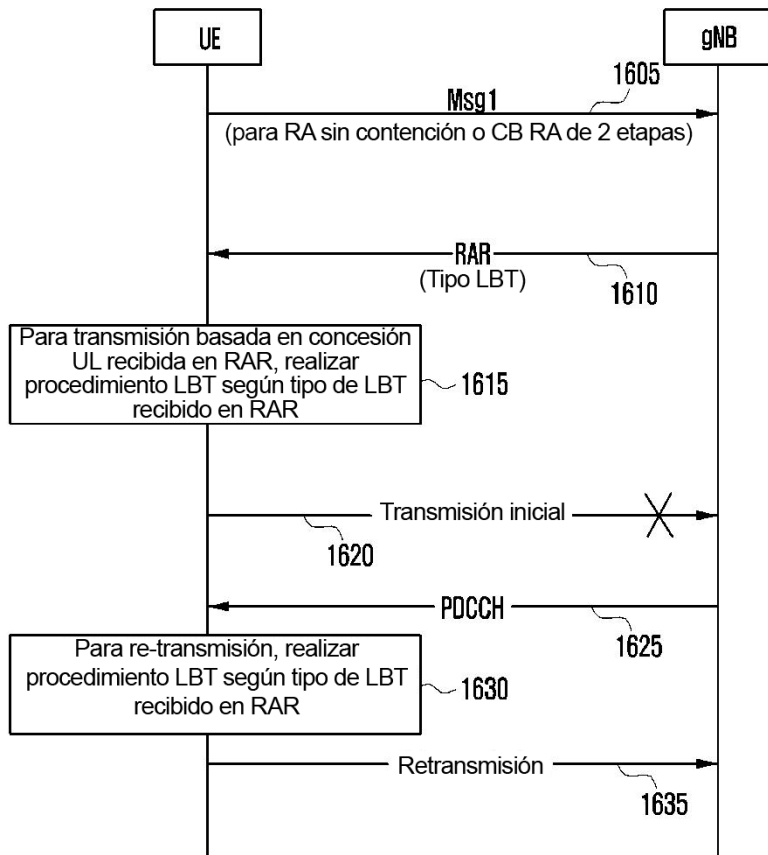 UE
gNB
1605
Msg1
(para RA sin contención o CB RA de 2 etapas)
RAR
(Tipo LBT)
1610
Para transmisión basada en concesión
UL recibida en RAR, realizar
procedimiento LBT según tipo de LBT
recibido en RAR
1615
Transmisión inicial
1620
PDCCH
1625
Para re-transmisión, realizar
procedimiento LBT según tipo de LBT
recibido en RAR
1630
Retransmisión
1635